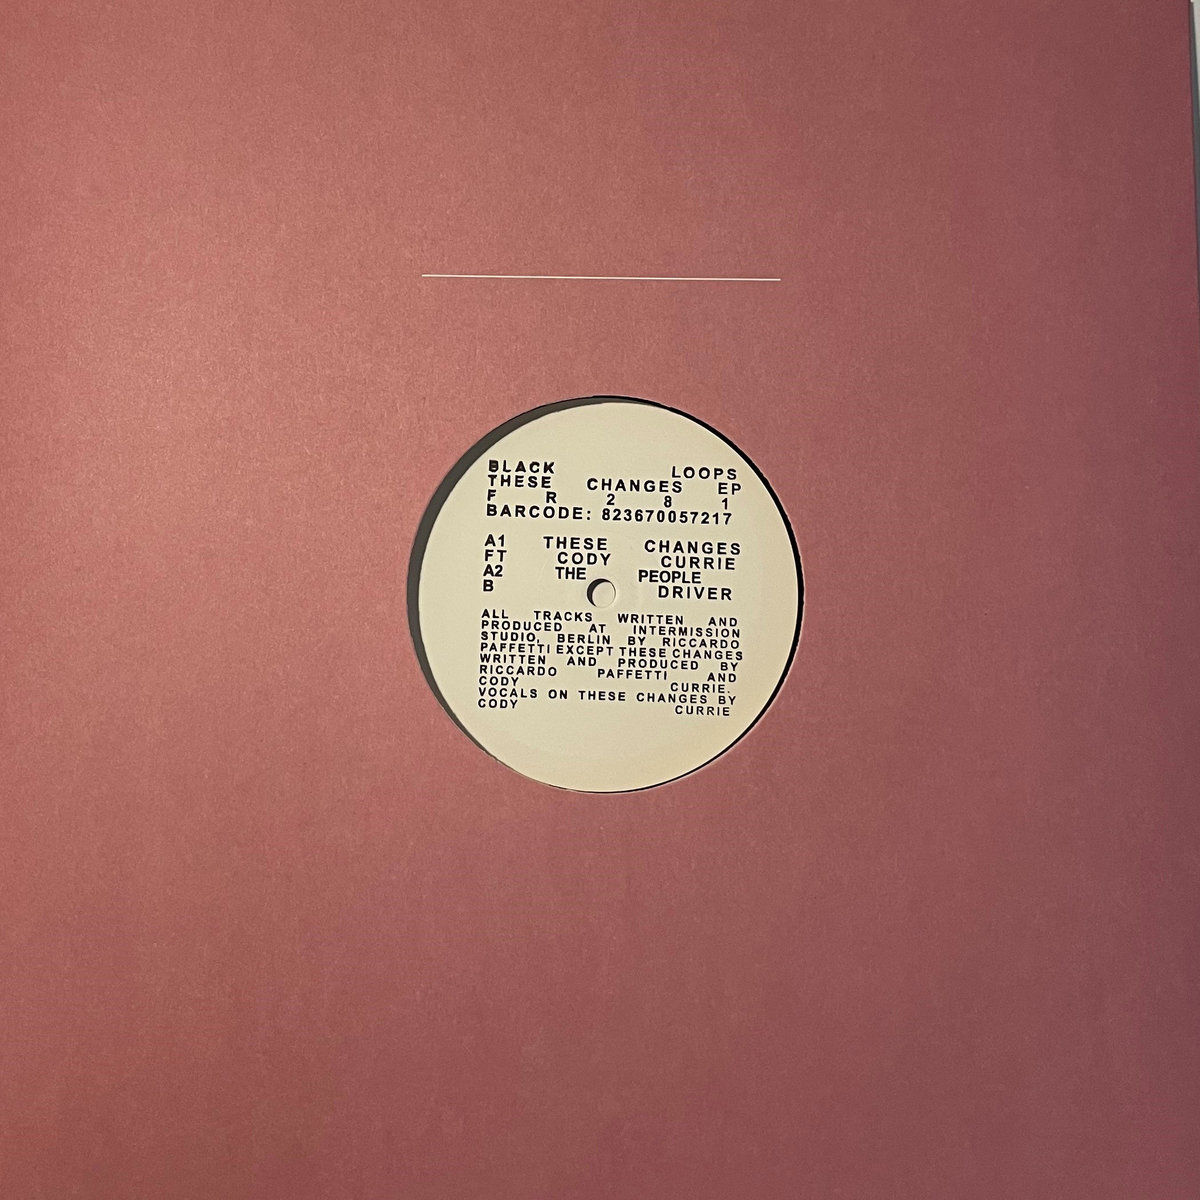 BLACK LOOPS
THESE CHANGES EP
F R 2 8 1
BARCODE: 823670057217
A1 THESE CHANGES
FT CODY CURRIE
A2 THE PEOPLE
B DRIVER
ALL TRACKS WRITTEN AND
PRODUCED AT INTERMISSION
STUDIO, BERLIN BY RICCARDO
PAFFETTI EXCEPT THESE CHANGES
WRITTEN AND PRODUCED BY
RICCARDO PAFFETTI AND
CODY CURRIE.
VOCALS ON THESE CHANGES BY
CODY CURRIE